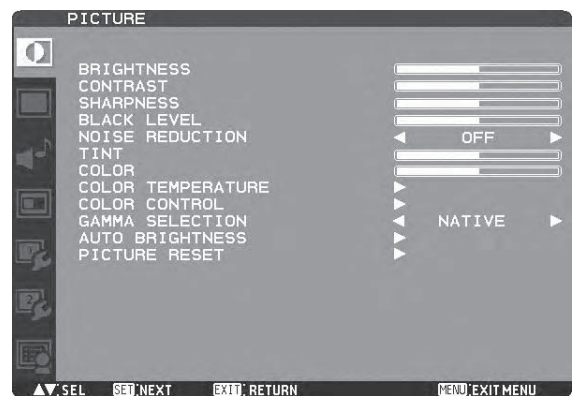 PICTURE
BRIGHTNESS
CONTRAST
SHARPNESS
BLACK LEVEL
NOISE REDUCTION OFF
TINT
COLOR
COLOR TEMPERATURE
COLOR CONTROL
GAMMA SELECTION NATIVE
AUTO BRIGHTNESS
PICTURE RESET
▲▼:SEL SET:NEXT EXIT:RETURN MENU:EXIT MENU